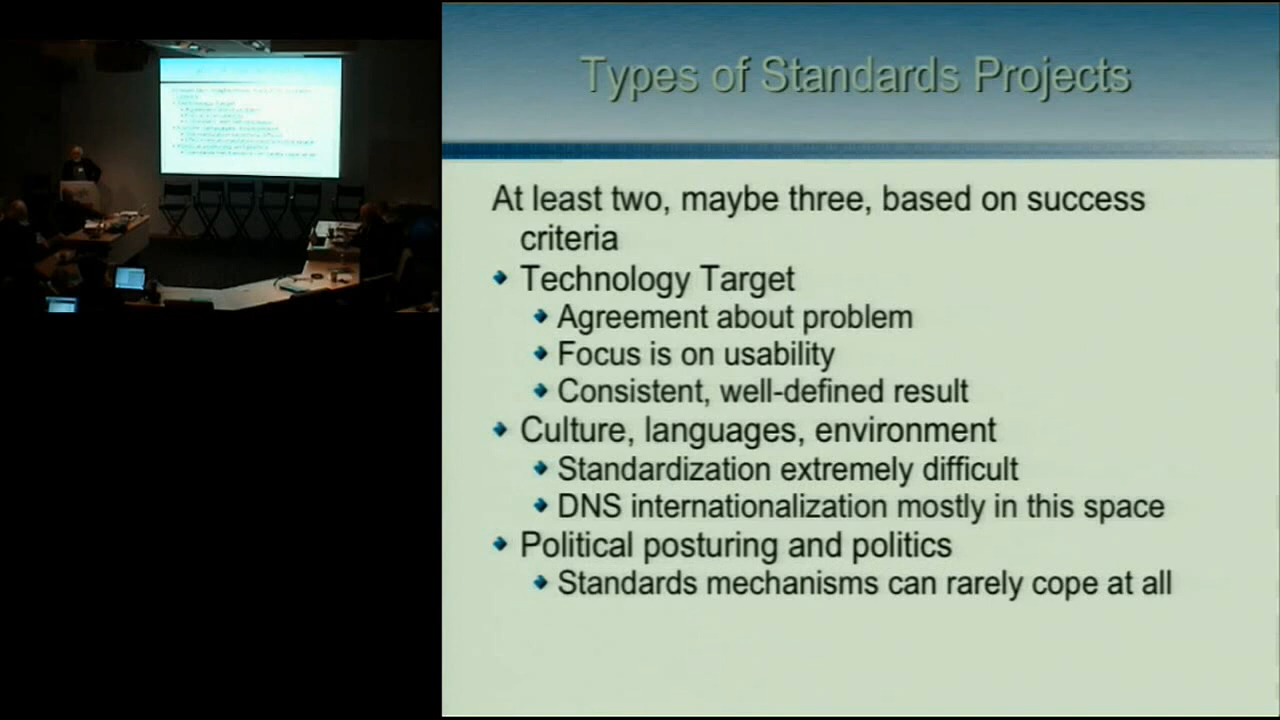 Types of Standards Projects
At least two, maybe three, based on success
criteria
Technology Target
Agreement about problem
Focus is on usability
Consistent, well-defined result
Culture, languages, environment
Standardization extremely difficult
DNS internationalization mostly in this space
Political posturing and politics
Standards mechanisms can rarely cope at all